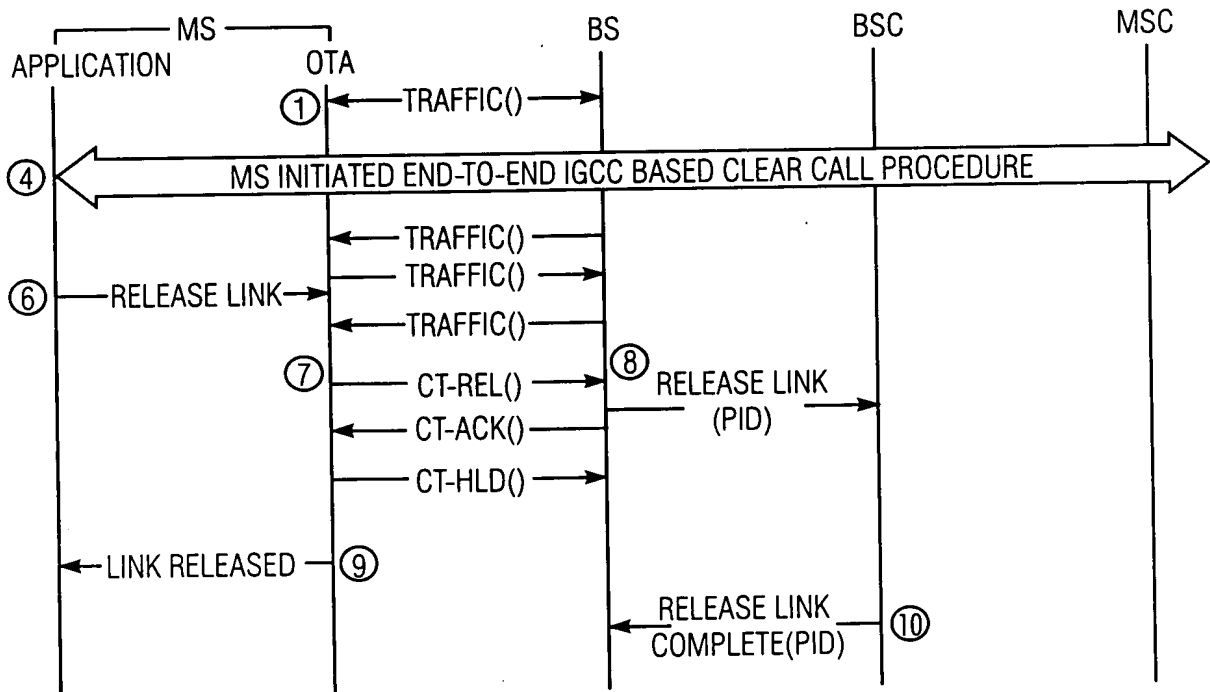 MS
BS
BSC
MSC
APPLICATION
OTA
1
TRAFFIC()
4
MS INITIATED END-TO-END IGCC BASED CLEAR CALL PROCEDURE
TRAFFIC()
TRAFFIC()
6
RELEASE LINK
TRAFFIC()
7
CT-REL()
8
RELEASE LINK
(PID)
CT-ACK()
CT-HLD()
LINK RELEASED
9
RELEASE LINK
COMPLETE(PID)
10